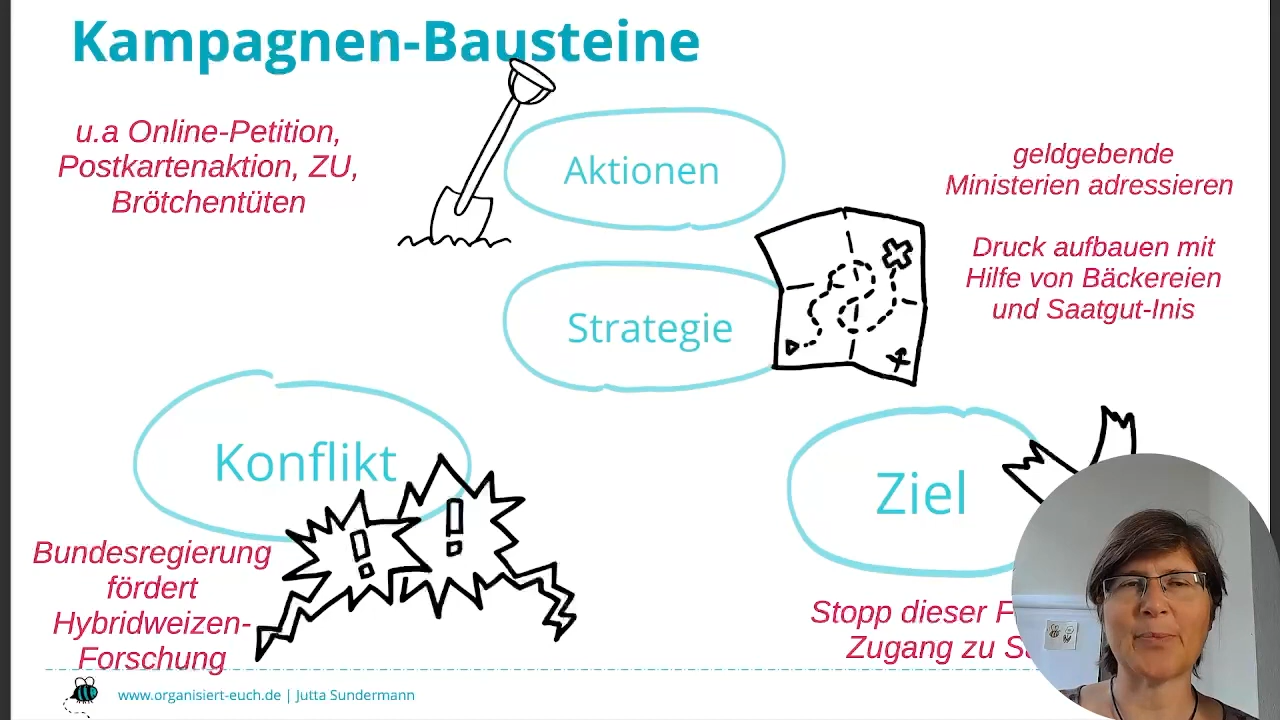 Kampagnen-Bausteine
u.a Online-Petition,
Postkartenaktion, ZU,
Brötchentüten
Aktionen
geldgebende
Ministerien adressieren
Druck aufbauen mit
Hilfe von Bäckereien
und Saatgut-Inis
Strategie
Konflikt
Ziel
Bundesregierung
fördert
Hybridweizen-
Forschung
Stopp dieser
Zugang zu
www.organisiert-euch.de | Jutta Sundermann